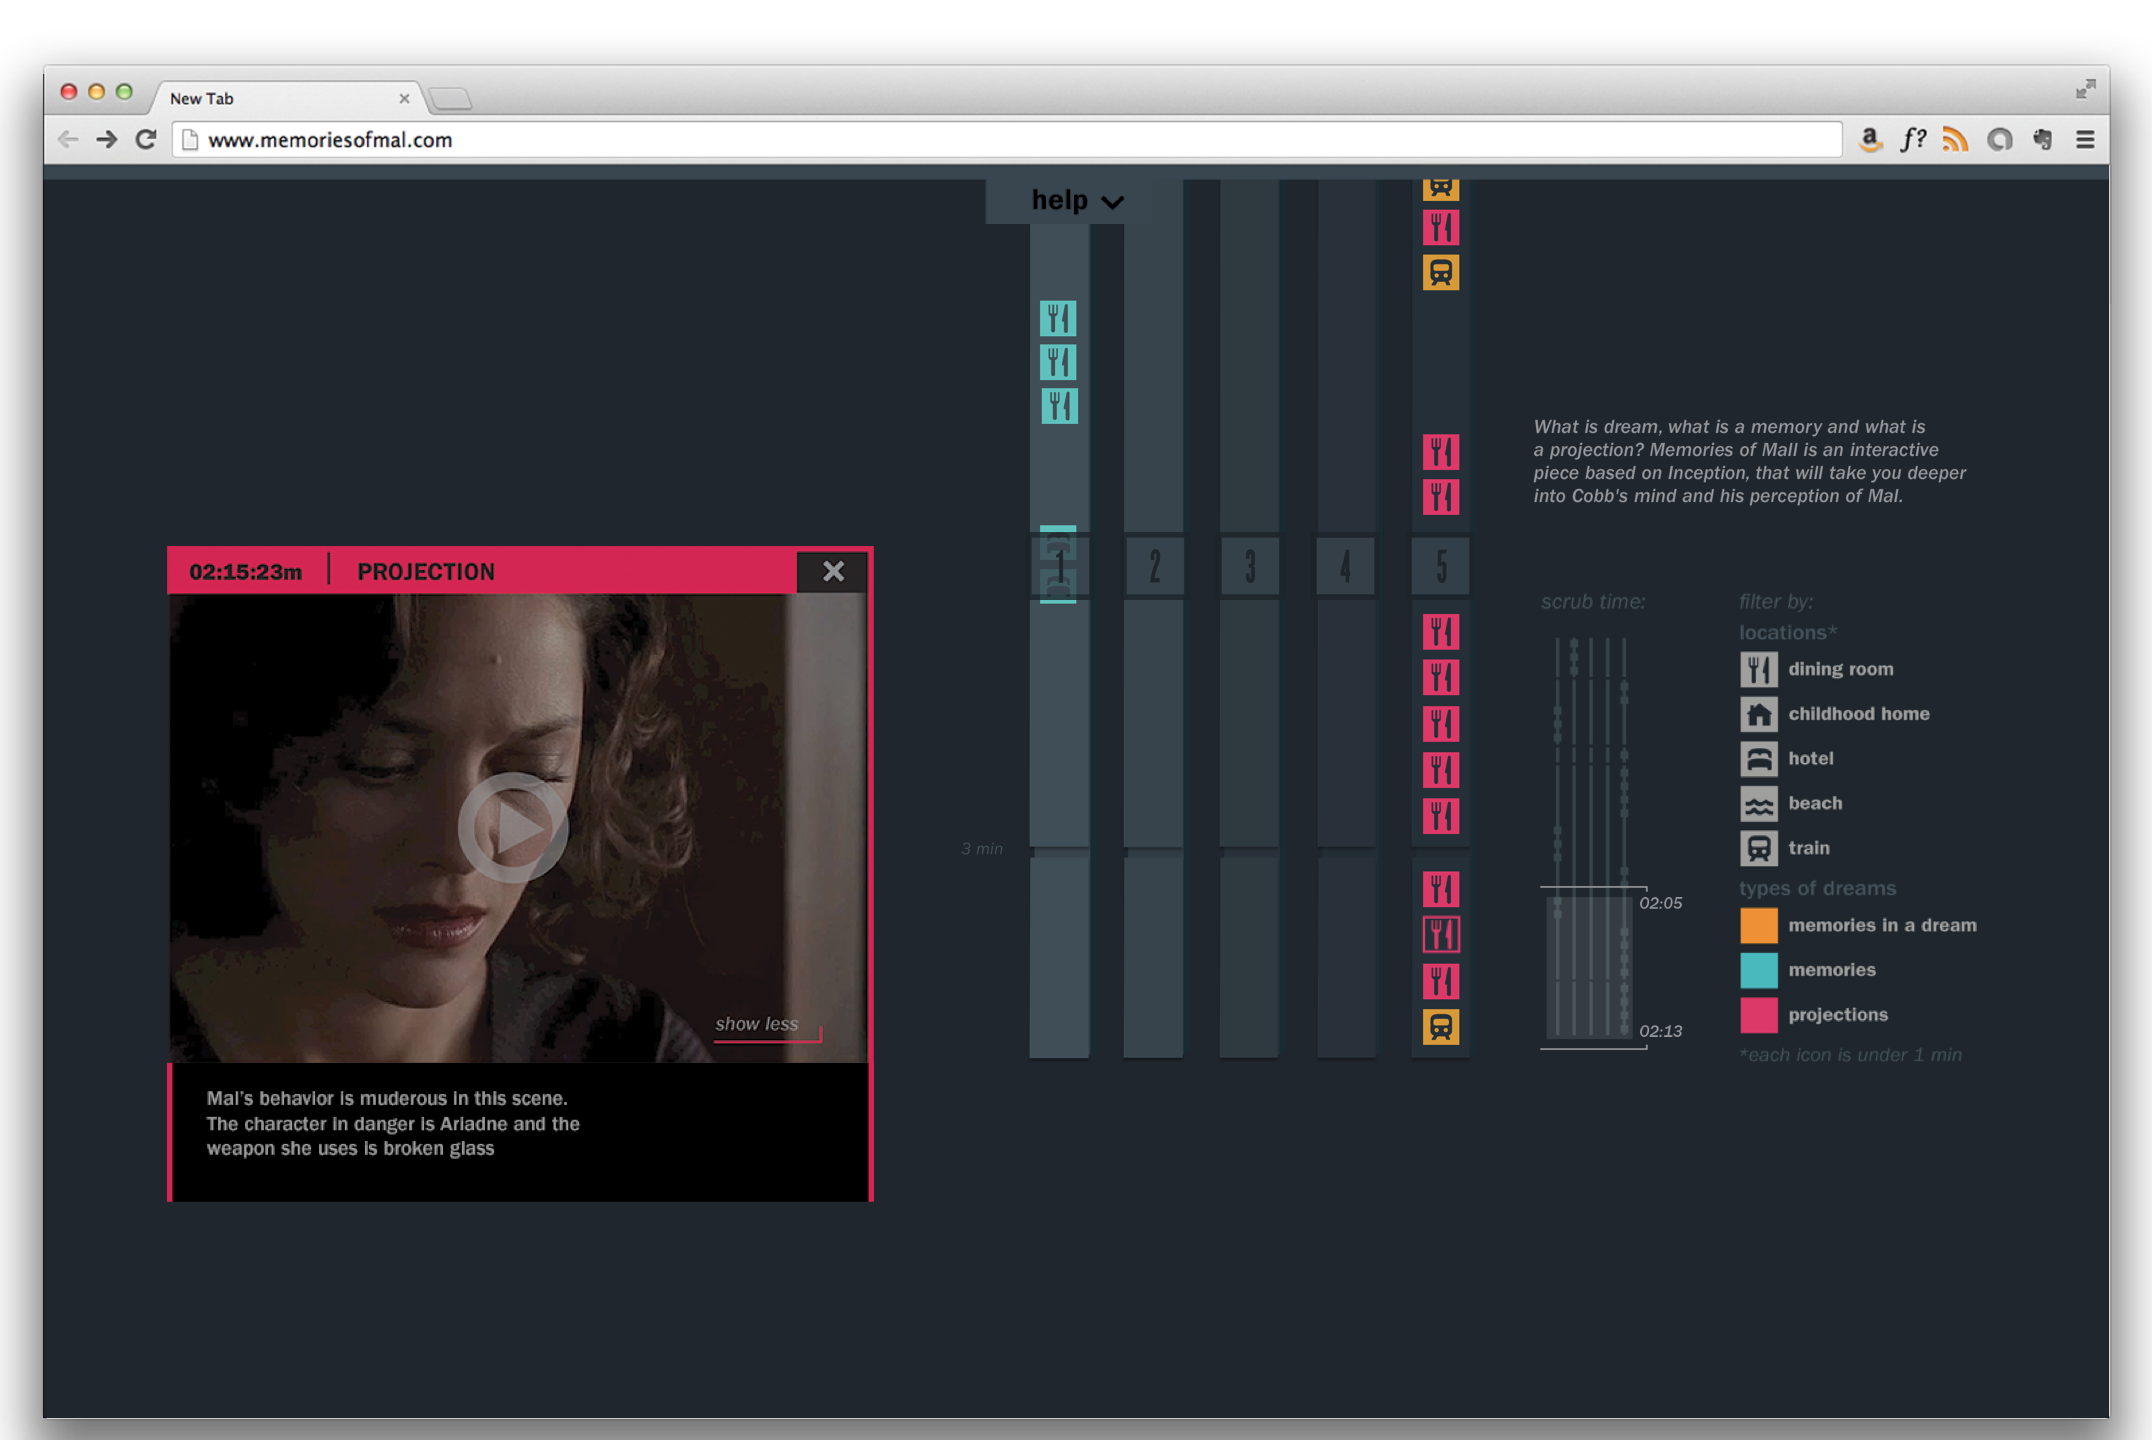 New Tab
www.memoriesofmal.com
a
f?
help
What is dream, what is a memory and what is
a projection? Memories of Mall is an interactive
piece based on Inception, that will take you deeper
into Cobb's mind and his perception of Mal.
02:15:23m
PROJECTION
1
2
3
4
5
scrub time:
filter by:
locations*
dining room
childhood home
hotel
beach
train
3 min
types of dreams
02:05
memories in a dream
memories
projections
show less
02:13
*each icon is under 1 min
Mal's behavior is muderous in this scene.
The character in danger is Ariadne and the
weapon she uses is broken glass